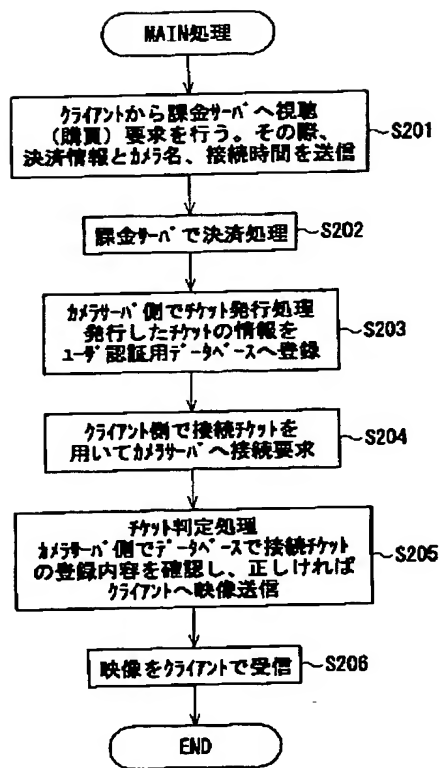 MAIN処理
クライアントから課金サーバへ視聴
（購買）要求を行う。その際、
決済情報とカメラ名、接続時間を送信
S201
課金サーバで決済処理
S202
カメラサーバ側でチケット発行処理
発行したチケットの情報を
ユーザ認証用データベースへ登録
S203
クライアント側で接続チケットを
用いてカメラサーバへ接続要求
S204
チケット判定処理
カメラサーバ側でデータベースで接続チケット
の登録内容を確認し、正しければ
クライアントへ映像送信
S205
映像をクライアントで受信
S206
END